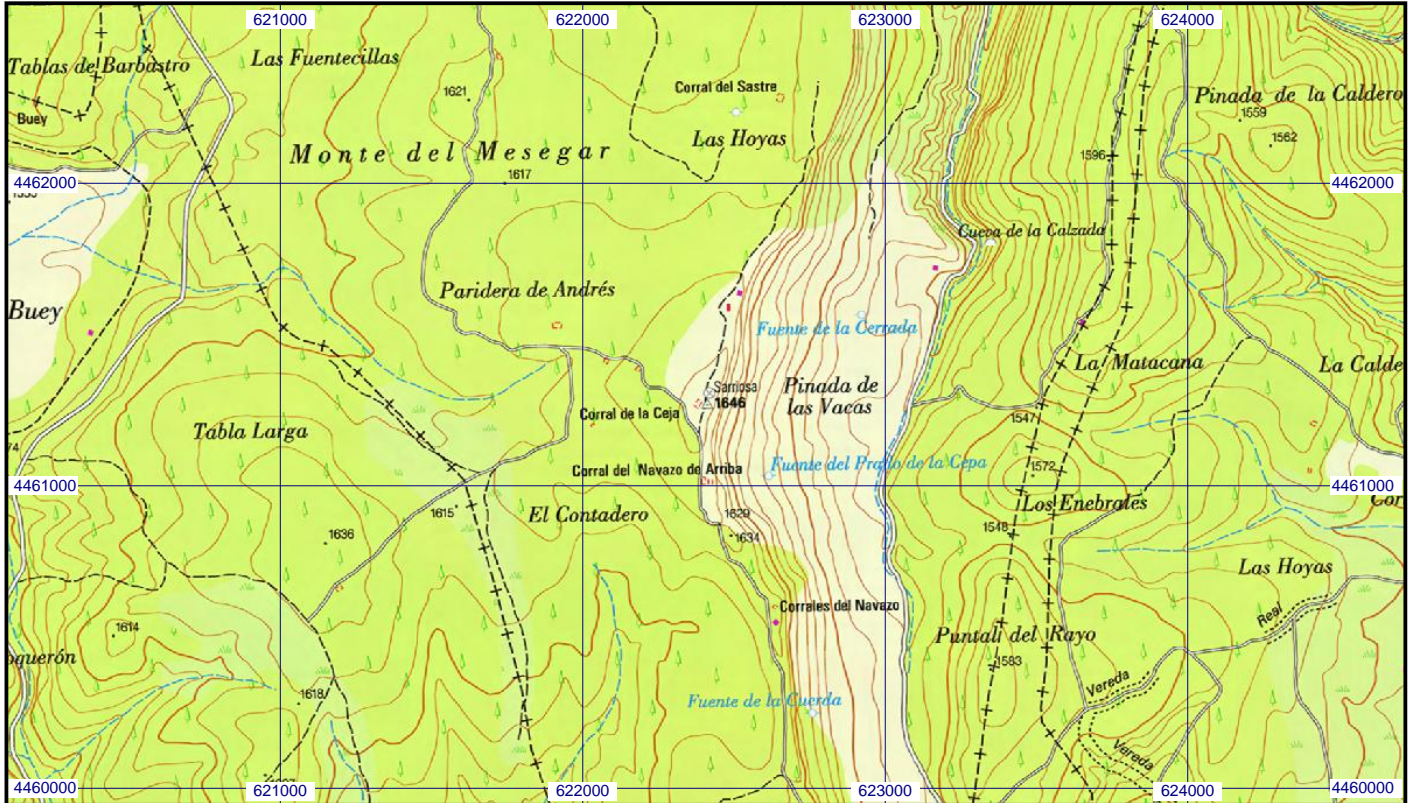 621000
622000
623000
624000
Tablas de Barbastro
Las Fuentecillas
Corral del Sastre
Pinada de la Caldero
1621
1559
Buey
Las Hoyas
1562
Monte del Mesegar
1596
1617
4462000
4462000
Cueva de la Calzada
Paridera de Andrés
Buey
Fuente de la Cerrada
La Matacana
La Calde
Samosa
1646
Pinada de
las Vacas
Corral de la Ceja
1547
Tabla Larga
74
Fuente del Prado de la Cepa
Corral del Navazo de Arriba
1572
4461000
4461000
1615
El Contadero
1629
Los Enebrales
1636
1634
1548
Las Hoyas
Corrales del Navazo
1614
Real
Puntal del Rayo
oquerón
1583
1618
Vereda
Fuente de la Cuerda
Vereda
4460000
4460000
621000
622000
623000
624000